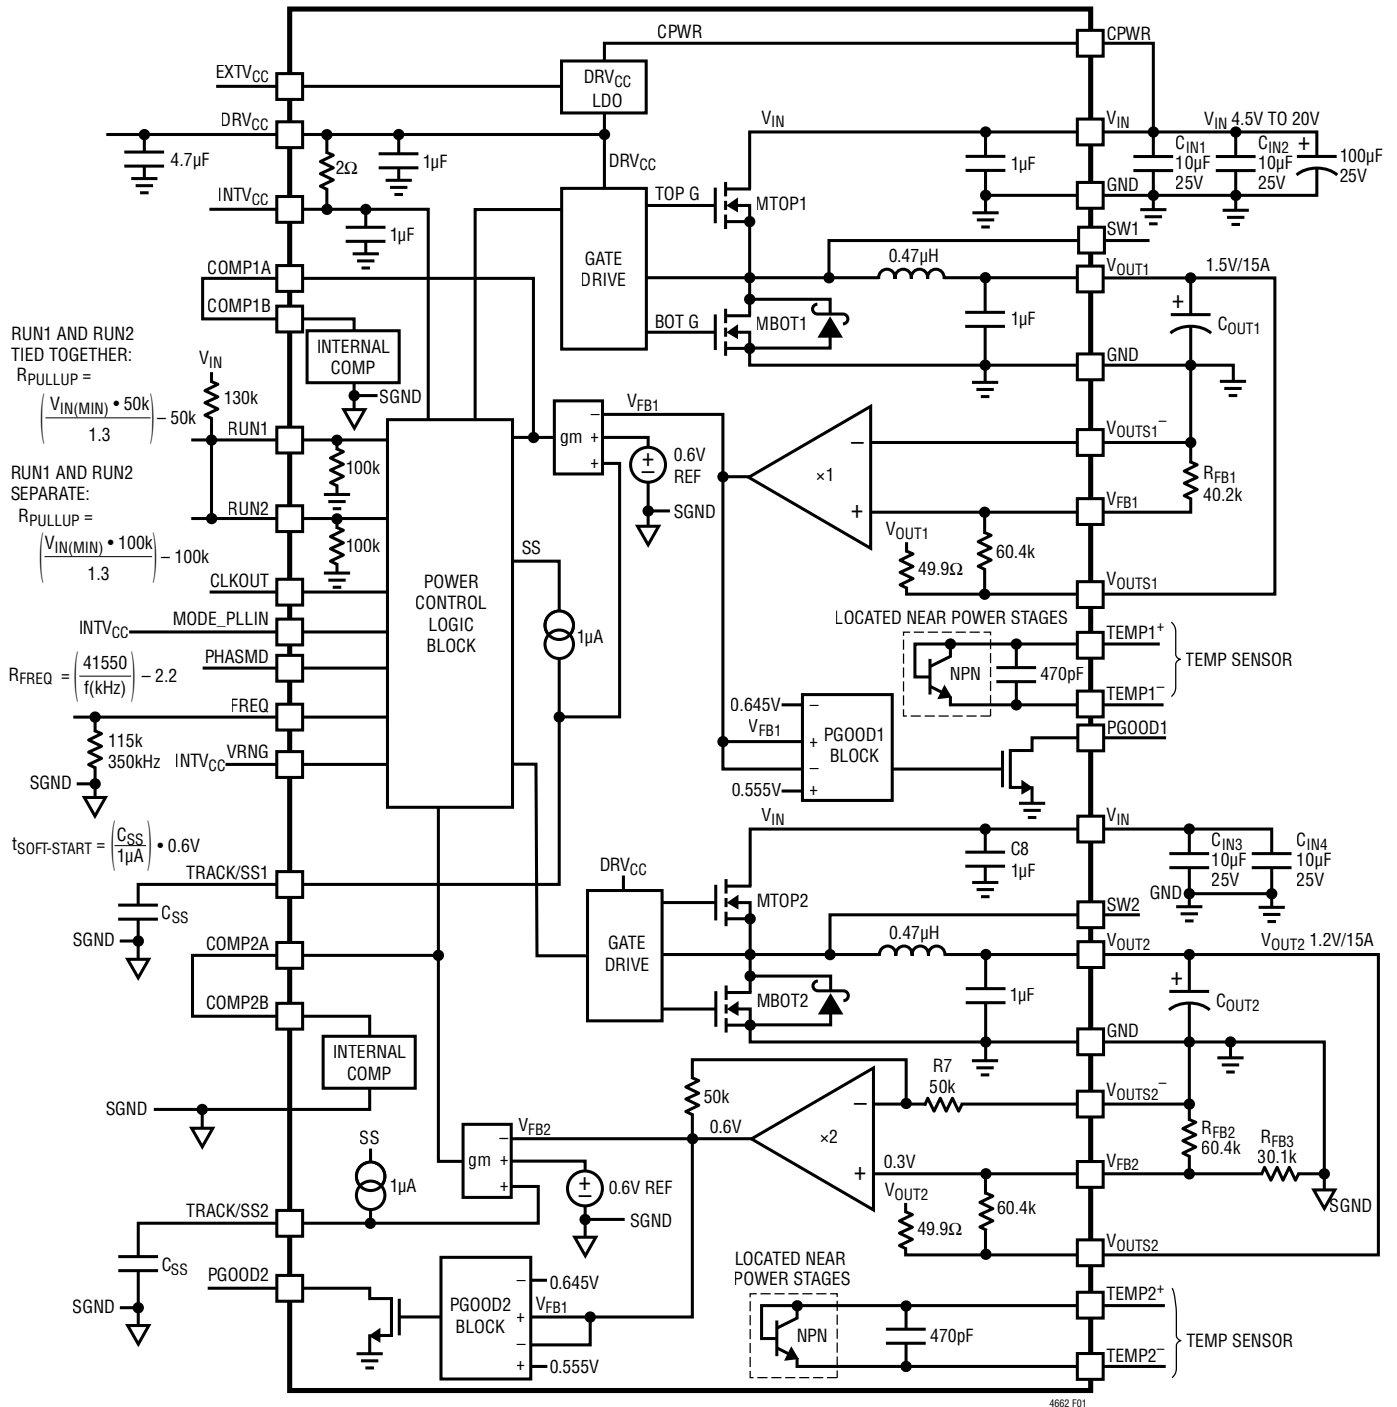 CPWR
CPWR
EXTVCC
DRVCC
LDO
DRVCC
VIN
VIN
VIN 4.5V TO 20V
4.7µF
2Ω
1µF
DRVCC
1µF
CIN1
10µF
25V
CIN2
10µF
25V
+
100µF
25V
INTVCC
TOP G
MTOP1
GND
1µF
SW1
COMP1A
GATE
DRIVE
0.47µH
VOUT1
1.5V/15A
COMP1B
BOT G
MBOT1
1µF
+
COUT1
RUN1 AND RUN2
TIED TOGETHER:
RPULLUP =
(VIN(MIN) • 50k
1.3) – 50k
VIN
130k
INTERNAL
COMP
SGND
GND
RUN1
100k
gm
–
+
+
VFB1
0.6V
REF
+
–
SGND
×1
–
+
VOUTS1–
RFB1
40.2k
RUN1 AND RUN2
SEPARATE:
RPULLUP =
(VIN(MIN) • 100k
1.3) – 100k
RUN2
100k
VFB1
VOUT1
49.9Ω
60.4k
SS
CLKOUT
POWER
CONTROL
LOGIC
BLOCK
1µA
VOUTS1
INTVCC
MODE_PLLIN
LOCATED NEAR POWER STAGES
NPN
470pF
TEMP1+
TEMP SENSOR
TEMP1–
RFREQ = (41550
f(kHz)) – 2.2
PHASMD
FREQ
115k
350kHz
SGND
INTVCC
VRNG
0.645V
–
VFB1
+
–
0.555V
+
PGOOD1
BLOCK
PGOOD1
tSOFT-START = (CSS
1µA) • 0.6V
VIN
VIN
C8
1µF
CIN3
10µF
25V
CIN4
10µF
25V
GND
TRACK/SS1
CSS
SGND
DRVCC
MTOP2
SW2
COMP2A
GATE
DRIVE
0.47µH
VOUT2
VOUT2 1.2V/15A
COMP2B
MBOT2
1µF
+
COUT2
INTERNAL
COMP
GND
SGND
50k
R7
50k
VOUTS2–
VFB2
0.6V
×2
–
+
0.3V
RFB2
60.4k
RFB3
30.1k
VFB2
SGND
SS
1µA
gm
–
+
+
+
–
0.6V REF
SGND
VOUT2
49.9Ω
60.4k
TRACK/SS2
CSS
SGND
VOUTS2
PGOOD2
PGOOD2
BLOCK
–
0.645V
+
VFB1
–
+
0.555V
LOCATED NEAR
POWER STAGES
NPN
470pF
TEMP2+
TEMP SENSOR
TEMP2–
4662 F01